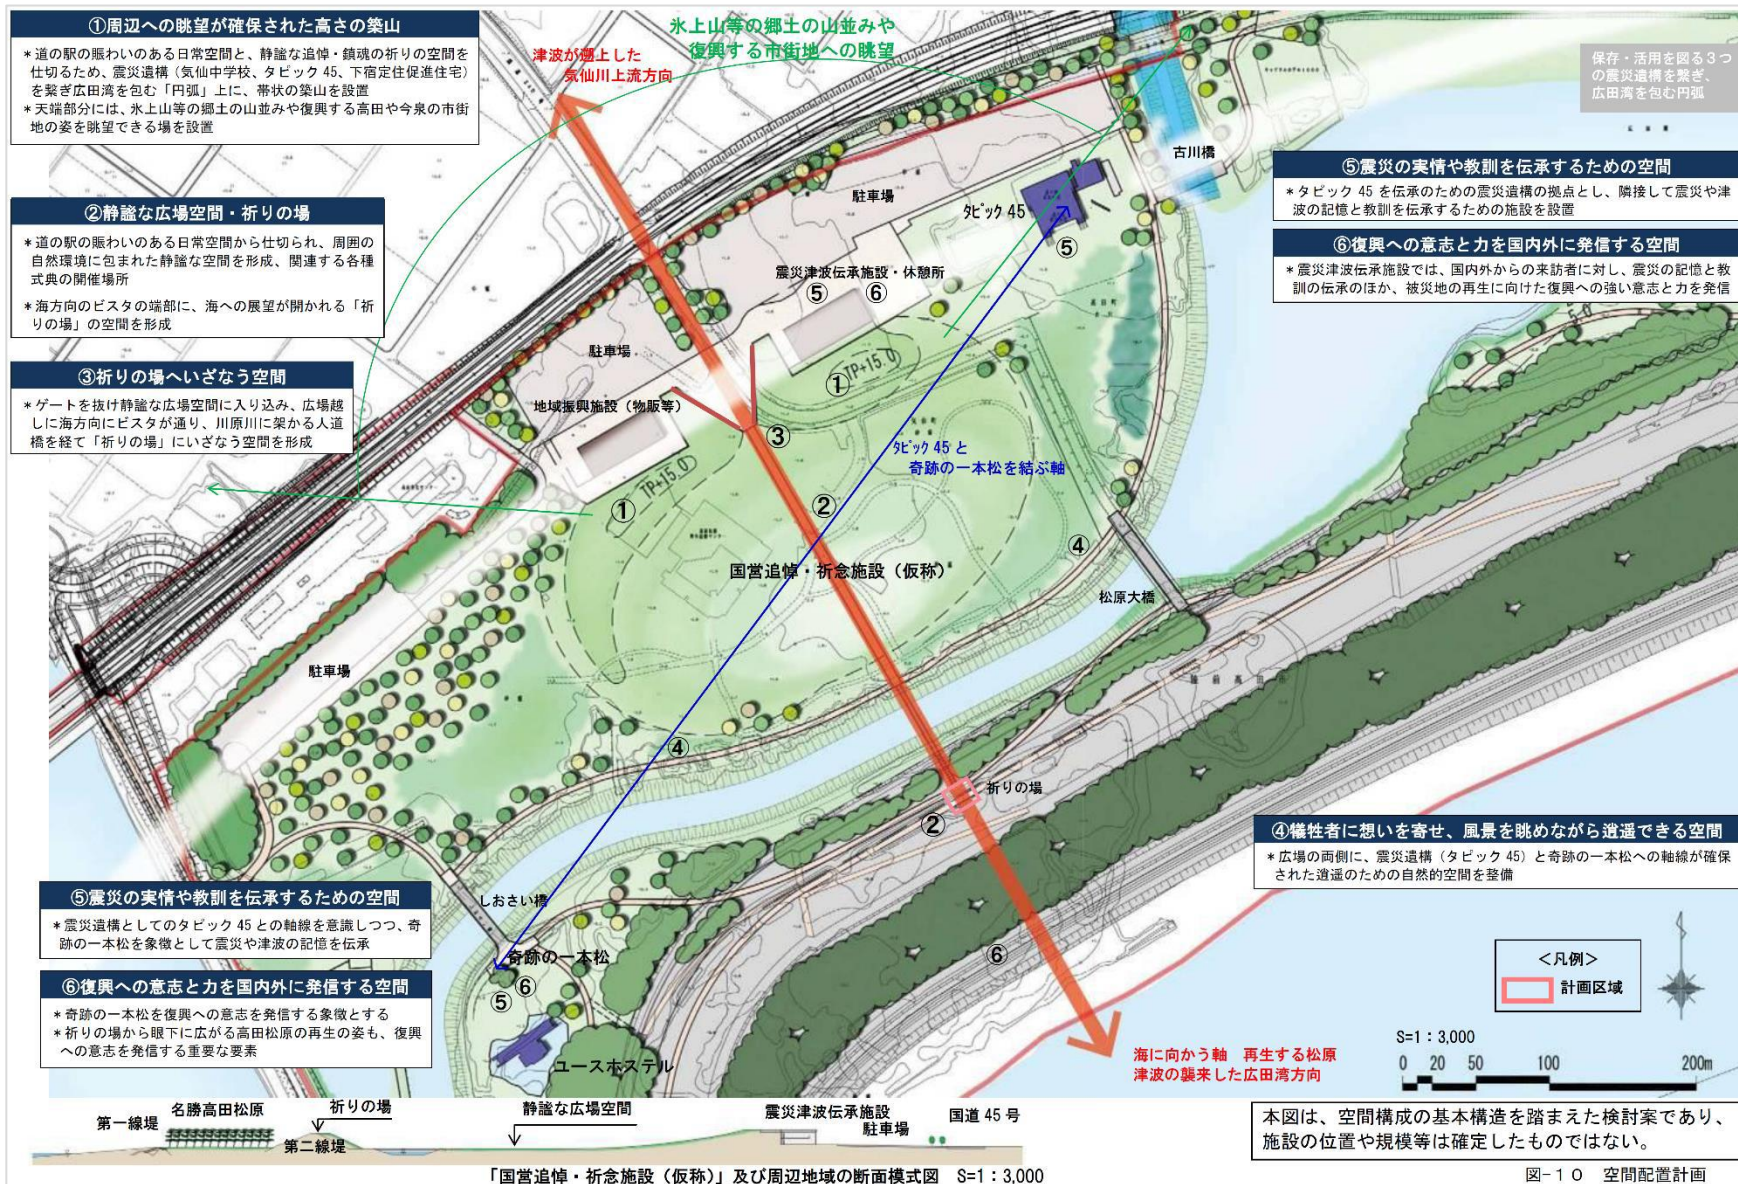 ①周辺への眺望が確保された高さの築山
＊道の駅の賑わいのある日常空間と、静謐な追悼・鎮魂の祈りの空間を
仕切るため、震災遺構（気仙中学校、タピック45、下宿定住促進住宅）
を繋ぎ広田湾を包む「円弧」上に、帯状の築山を設置
＊天端部分には、氷上山等の郷土の山並みや復興する高田や今泉の市街
地の姿を眺望できる場を設置
②静謐な広場空間・祈りの場
＊道の駅の賑わいのある日常空間から仕切られ、周囲の
自然環境に包まれた静謐な空間を形成、関連する各種
式典の開催場所
＊海方向のビスタの端部に、海への展望が開かれる「祈
りの場」の空間を形成
③祈りの場へいざなう空間
＊ゲートを抜け静謐な広場空間に入り込み、広場越
しに海方向にビスタが通り、川原川に架かる人道
橋を経て「祈りの場」にいざなう空間を形成
津波が遡上した
気仙川上流方向
氷上山等の郷土の山並みや
復興する市街地への眺望
保存・活用を図る３つ
の震災遺構を繋ぎ、
広田湾を包む円弧
古川橋
⑤震災の実情や教訓を伝承するための空間
＊タピック45を伝承のための震災遺構の拠点とし、隣接して震災や津
波の記憶と教訓を伝承するための施設を設置
⑥復興への意志と力を国内外に発信する空間
＊震災津波伝承施設では、国内外からの来訪者に対し、震災の記憶と教
訓の伝承のほか、被災地の再生に向けた復興への強い意志と力を発信
駐車場
タピック45
⑤
震災津波伝承施設・休憩所
⑤ ⑥
駐車場
①TP+15.0
地域振興施設（物販等）
③
タピック45と
奇跡の一本松を結ぶ軸
TP+15.0
①
②
④
国営追悼・祈念施設（仮称）
松原大橋
駐車場
④
祈りの場
②
④犠牲者に想いを寄せ、風景を眺めながら逍遥できる空間
＊広場の両側に、震災遺構（タピック45）と奇跡の一本松への軸線が確保
された逍遥のための自然的空間を整備
⑤震災の実情や教訓を伝承するための空間
＊震災遺構としてのタピック45との軸線を意識しつつ、奇
跡の一本松を象徴として震災や津波の記憶を伝承
⑥復興への意志と力を国内外に発信する空間
＊奇跡の一本松を復興への意志を発信する象徴とする
＊祈りの場から眼下に広がる高田松原の再生の姿も、復興
への意志を発信する重要な要素
しおさい橋
奇跡の一本松
⑤ ⑥
ユースホステル
⑥
＜凡例＞
計画区域
海に向かう軸　再生する松原
津波の襲来した広田湾方向
S=1：3,000
0 20 50 100 200m
第一線堤
名勝高田松原
祈りの場
第二線堤
静謐な広場空間
震災津波伝承施設
駐車場
国道45号
「国営追悼・祈念施設（仮称）」及び周辺地域の断面模式図　S=1：3,000
本図は、空間構成の基本構造を踏まえた検討案であり、
施設の位置や規模等は確定したものではない。
図-１０　空間配置計画